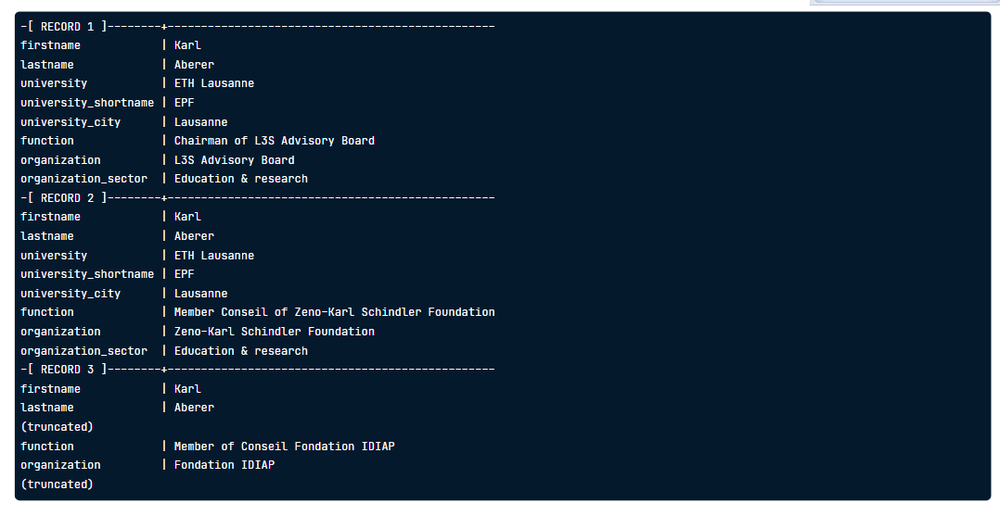 -[ RECORD 1 ]--------+-------------------------------------------------
firstname            | Karl
lastname             | Aberer
university           | ETH Lausanne
university_shortname | EPF
university_city      | Lausanne
function             | Chairman of L3S Advisory Board
organization         | L3S Advisory Board
organization_sector  | Education & research
-[ RECORD 2 ]--------+-------------------------------------------------
firstname            | Karl
lastname             | Aberer
university           | ETH Lausanne
university_shortname | EPF
university_city      | Lausanne
function             | Member Conseil of Zeno-Karl Schindler Foundation
organization         | Zeno-Karl Schindler Foundation
organization_sector  | Education & research
-[ RECORD 3 ]--------+-------------------------------------------------
firstname            | Karl
lastname             | Aberer
(truncated)
function             | Member of Conseil Fondation IDIAP
organization         | Fondation IDIAP
(truncated)